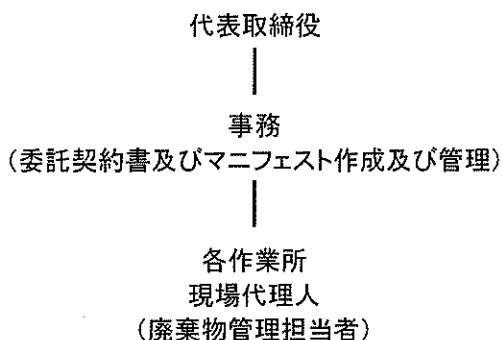 代表取締役
事務
(委託契約書及びマニフェスト作成及び管理)
各作業所
現場代理人
(廃棄物管理担当者)